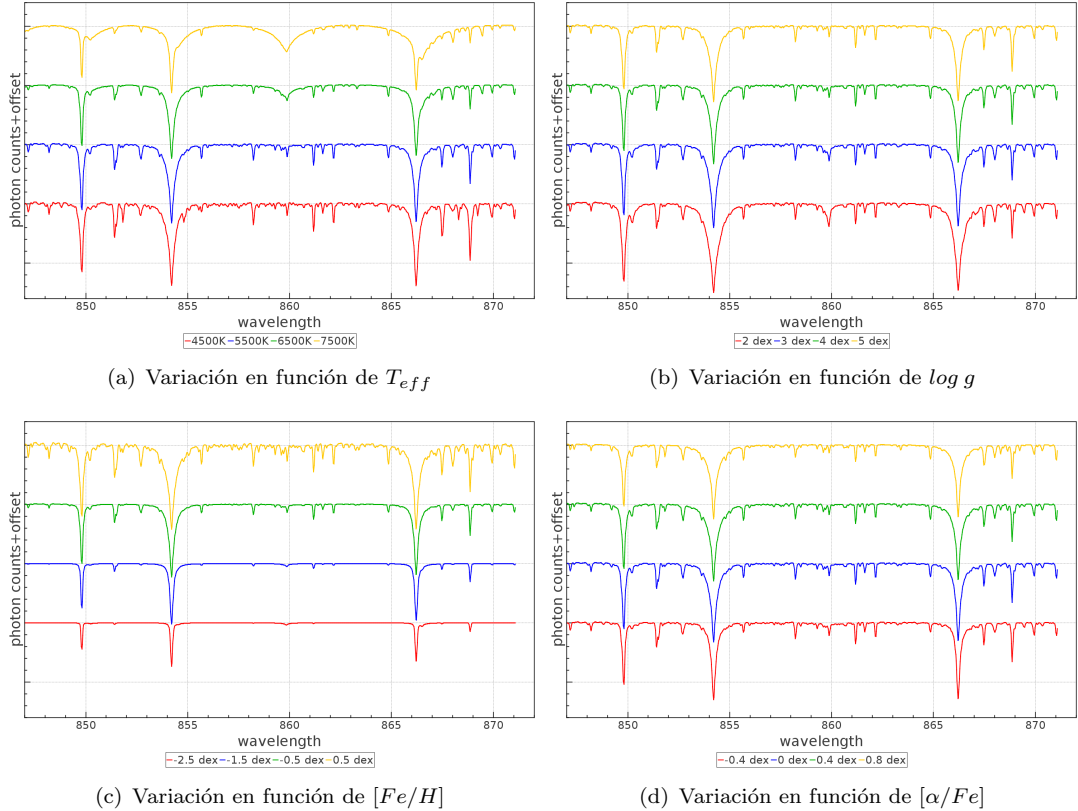 photon counts+offset
850 855 860 865 870
wavelength
4500K 5500K 6500K 7500K
(a) Variación en función de T_eff
photon counts+offset
850 855 860 865 870
wavelength
2 dex 3 dex 4 dex 5 dex
(b) Variación en función de log g
photon counts+offset
850 855 860 865 870
wavelength
-2.5 dex -1.5 dex -0.5 dex 0.5 dex
(c) Variación en función de [Fe/H]
photon counts+offset
850 855 860 865 870
wavelength
-0.4 dex 0 dex 0.4 dex 0.8 dex
(d) Variación en función de [α/Fe]